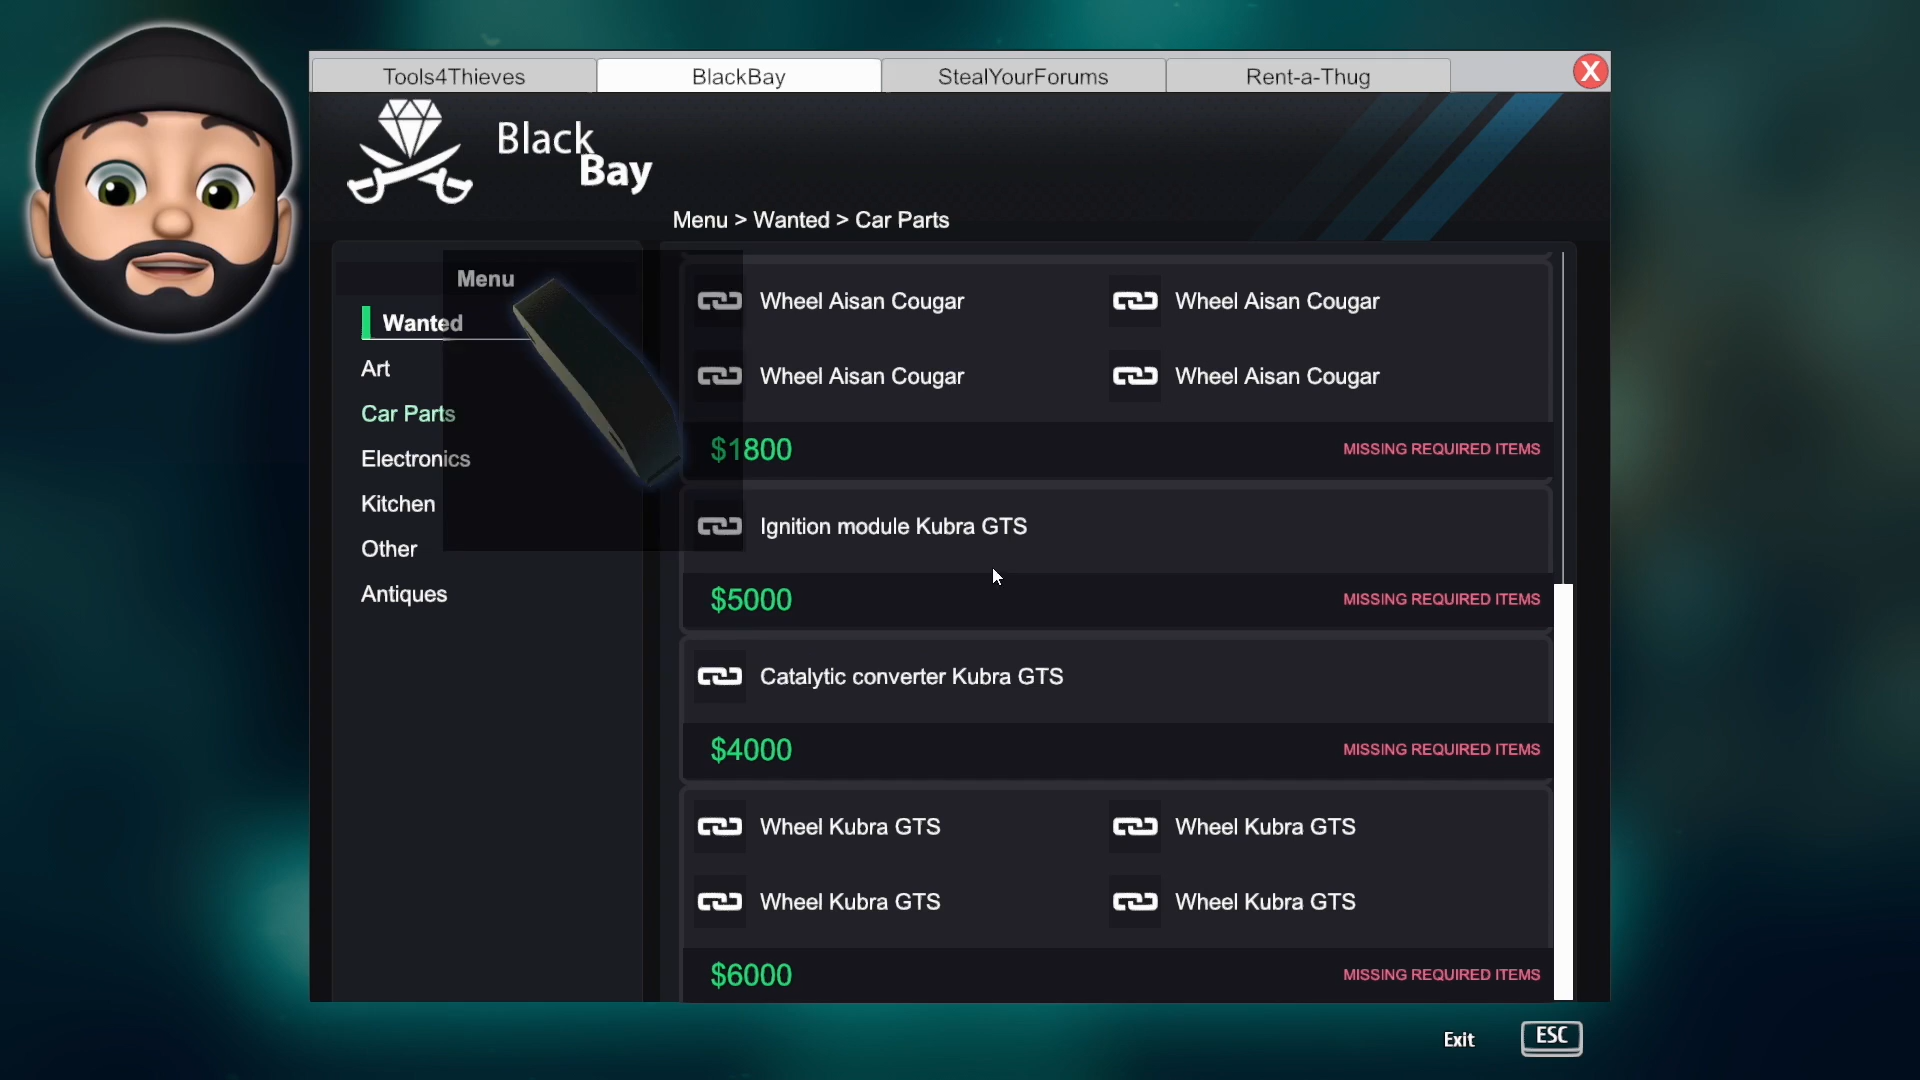 Tools4Thieves BlackBay StealYourForums Rent-a-Thug X
Black
Bay
Menu > Wanted > Car Parts
Menu
Wanted
Art
Car Parts
Electronics
Kitchen
Other
Antiques
Wheel Aisan Cougar Wheel Aisan Cougar
Wheel Aisan Cougar Wheel Aisan Cougar
$1800 MISSING REQUIRED ITEMS
Ignition module Kubra GTS
$5000 MISSING REQUIRED ITEMS
Catalytic converter Kubra GTS
$4000 MISSING REQUIRED ITEMS
Wheel Kubra GTS Wheel Kubra GTS
Wheel Kubra GTS Wheel Kubra GTS
$6000 MISSING REQUIRED ITEMS
Exit ESC